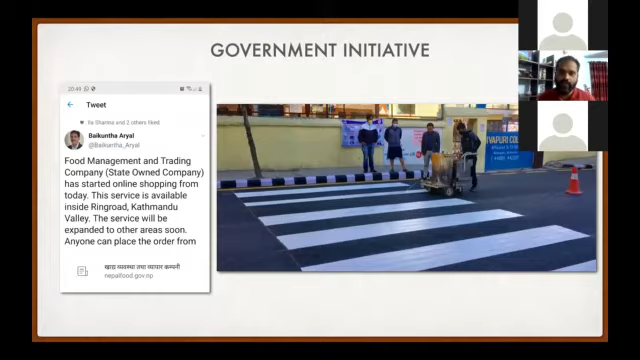 GOVERNMENT INITIATIVE
20:49
Tweet
Ila Sharma and 2 others liked
Baikuntha Aryal
@Baikuntha_Aryal
Food Management and Trading
Company (State Owned Company)
has started online shopping from
today. This service is available
inside Ringroad, Kathmandu
Valley. The service will be
expanded to other areas soon.
Anyone can place the order from
खाद्य व्यवस्था तथा व्यापार कम्पनी
nepalfood.gov.np